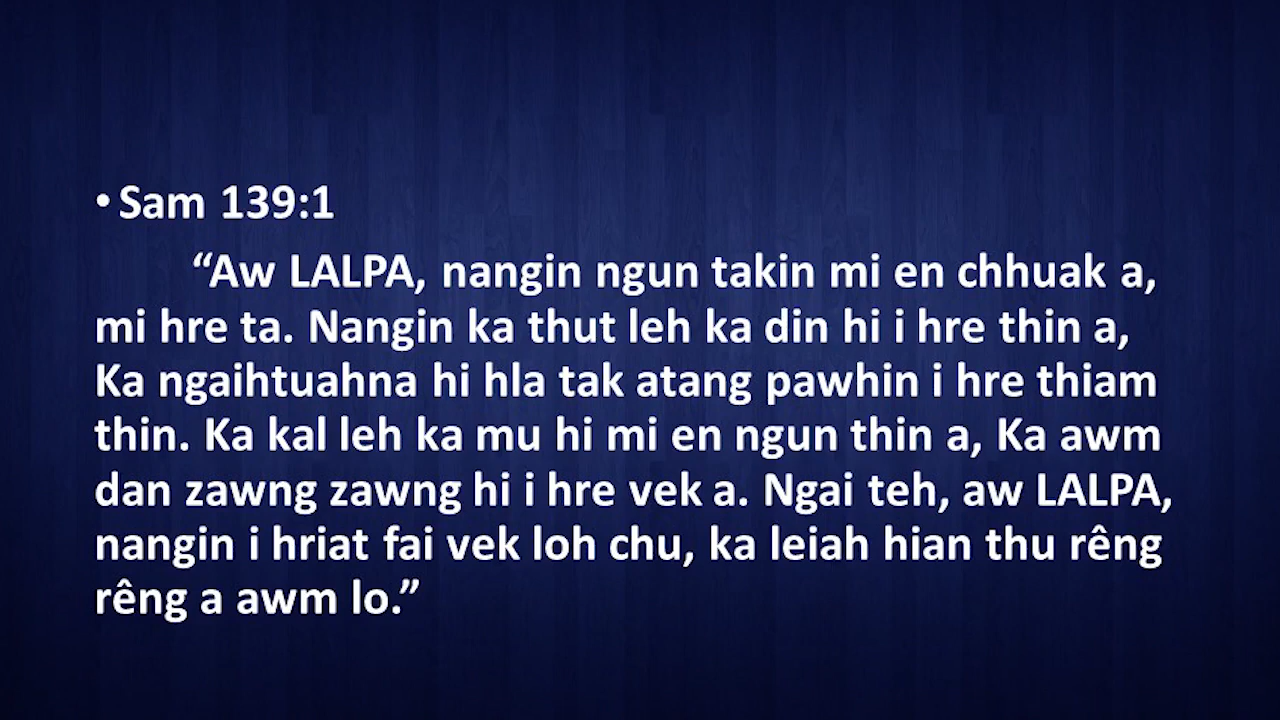 • Sam 139:1
“Aw LALPA, nangin ngun takin mi en chhuak a,
mi hre ta. Nangin ka thut leh ka din hi i hre thin a,
Ka ngaihtuahna hi hla tak atang pawhin i hre thiam
thin. Ka kal leh ka mu hi mi en ngun thin a, Ka awm
dan zawng zawng hi i hre vek a. Ngai teh, aw LALPA,
nangin i hriat fai vek loh chu, ka leiah hian thu rêng
rêng a awm lo.”